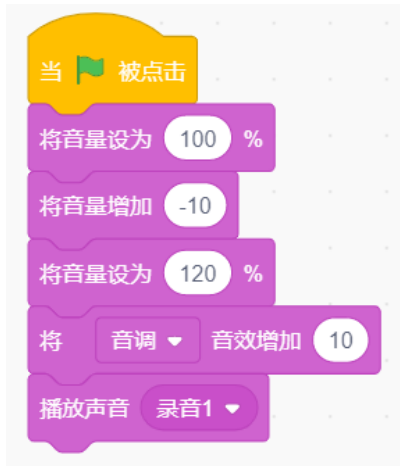 当 被点击
将音量设为 100 %
将音量增加 -10
将音量设为 120 %
将 音调 音效增加 10
播放声音 录音1